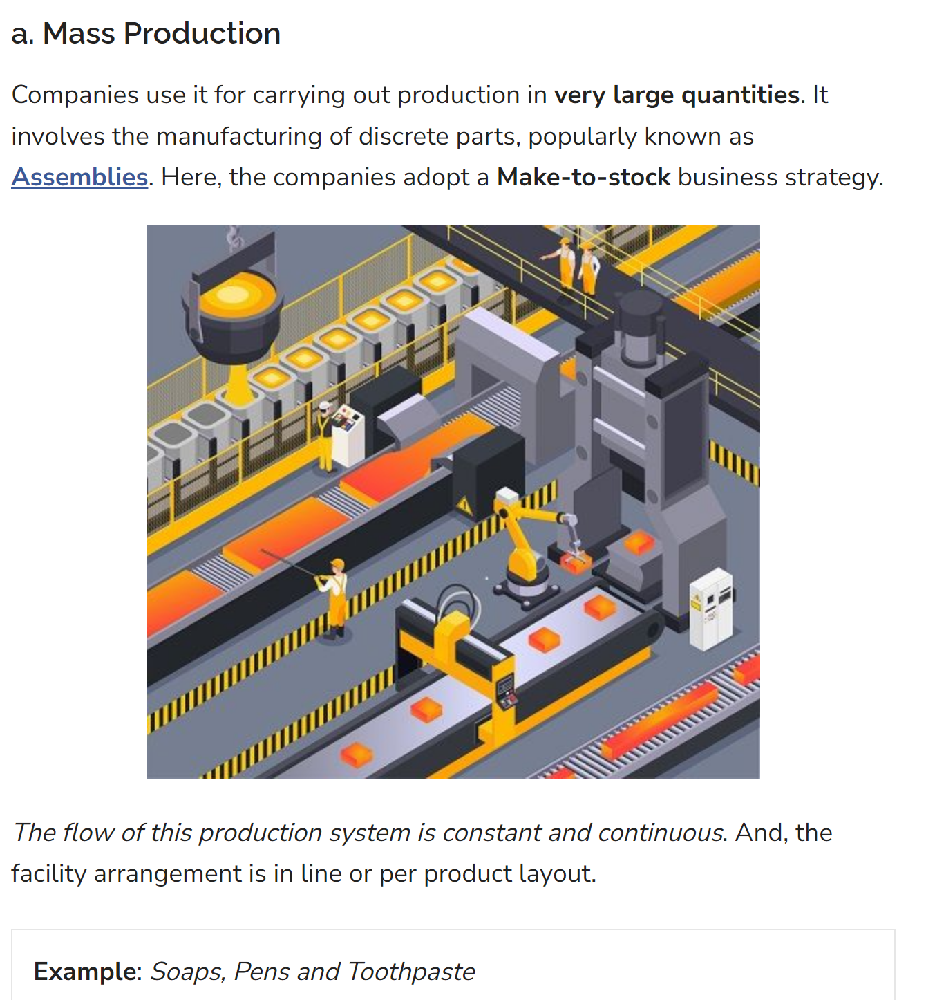 a. Mass Production
Companies use it for carrying out production in very large quantities. It
involves the manufacturing of discrete parts, popularly known as
Assemblies. Here, the companies adopt a Make-to-stock business strategy.
The flow of this production system is constant and continuous. And, the
facility arrangement is in line or per product layout.
Example: Soaps, Pens and Toothpaste